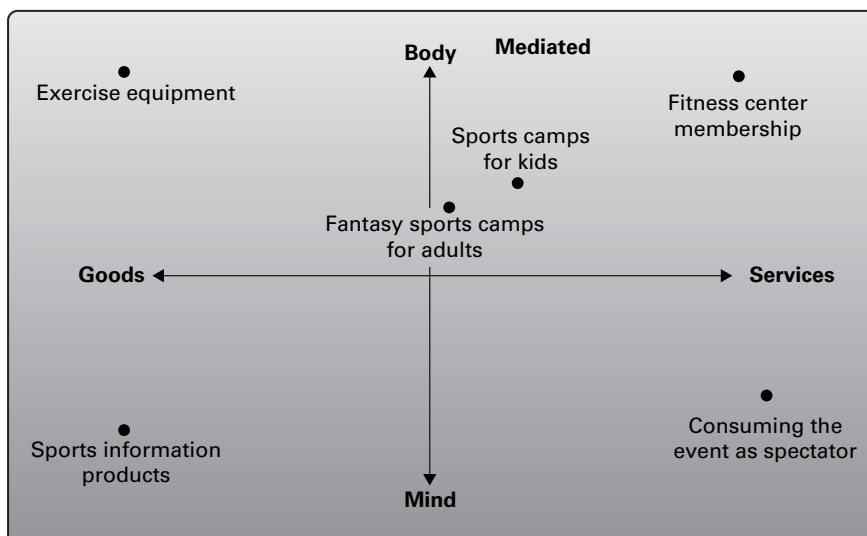 Body
Mediated
Exercise equipment
Fitness center
membership
Sports camps
for kids
Fantasy sports camps
for adults
Goods
Services
Sports information
products
Consuming the
event as spectator
Mind